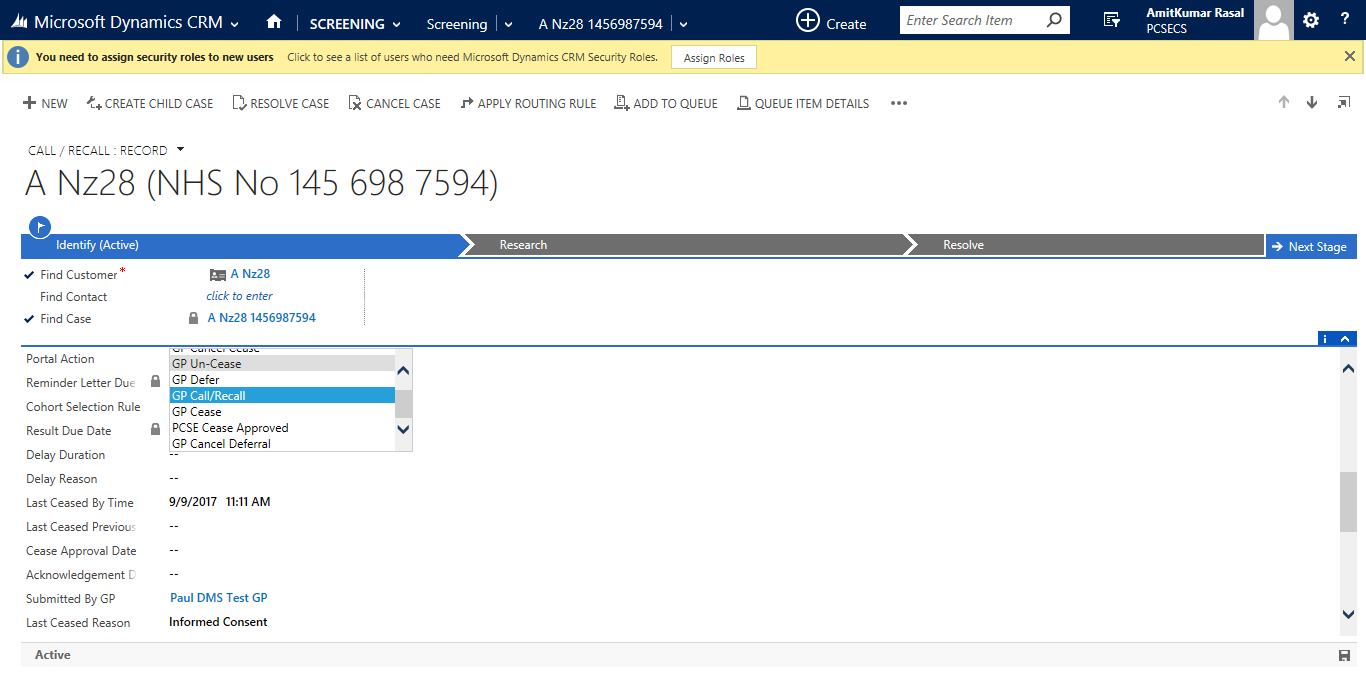 Microsoft Dynamics CRM SCREENING Screening A Nz28 1456987594 Create Enter Search Item AmitKumar Rasal ?
PCSECS
You need to assign security roles to new users Click to see a list of users who need Microsoft Dynamics CRM Security Roles. Assign Roles
NEW CREATE CHILD CASE RESOLVE CASE CANCEL CASE APPLY ROUTING RULE ADD TO QUEUE QUEUE ITEM DETAILS
CALL / RECALL : RECORD
A Nz28 (NHS No 145 698 7594)
Identify (Active) Research Resolve Next Stage
Find Customer* A Nz28
Find Contact click to enter
Find Case A Nz28 1456987594
GP Cancel Cease
Portal Action GP Un-Cease
Reminder Letter Due GP Defer
GP Call/Recall
Cohort Selection Rule GP Cease
Result Due Date PCSE Cease Approved
GP Cancel Deferral
Delay Duration --
Delay Reason --
Last Ceased By Time 9/9/2017 11:11 AM
Last Ceased Previous --
Cease Approval Date --
Acknowledgement D --
Submitted By GP Paul DMS Test GP
Last Ceased Reason Informed Consent
Active